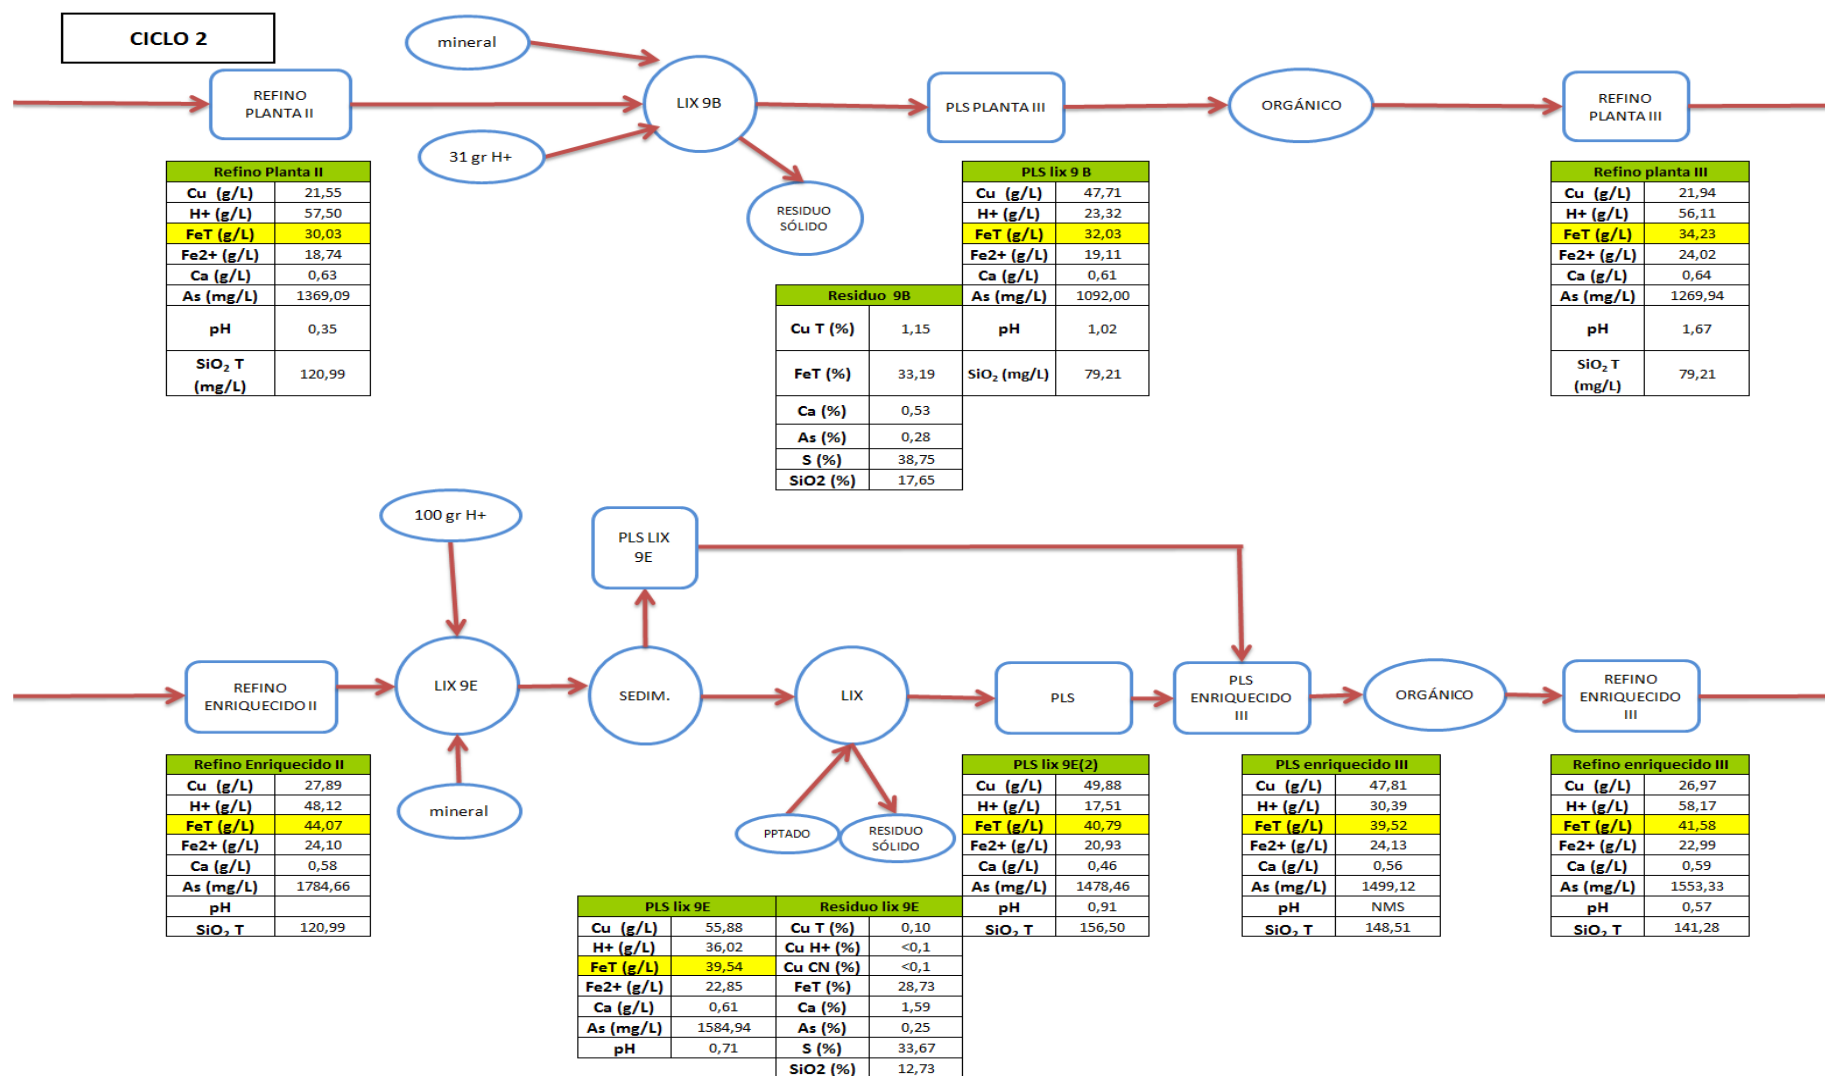 CICLO 2
mineral
REFINO
PLANTA II
LIX 9B
PLS PLANTA III
ORGÁNICO
REFINO
PLANTA III
31 gr H+
RESIDUO
SÓLIDO
Refino Planta II
Cu (g/L) 21,55
H+ (g/L) 57,50
FeT (g/L) 30,03
Fe2+ (g/L) 18,74
Ca (g/L) 0,63
As (mg/L) 1369,09
pH 0,35
SiO₂ T
(mg/L) 120,99
PLS lix 9 B
Cu (g/L) 47,71
H+ (g/L) 23,32
FeT (g/L) 32,03
Fe2+ (g/L) 19,11
Ca (g/L) 0,61
As (mg/L) 1092,00
pH 1,02
SiO₂ (mg/L) 79,21
Refino planta III
Cu (g/L) 21,94
H+ (g/L) 56,11
FeT (g/L) 34,23
Fe2+ (g/L) 24,02
Ca (g/L) 0,64
As (mg/L) 1269,94
pH 1,67
SiO₂ T
(mg/L) 79,21
Residuo 9B
Cu T (%) 1,15
FeT (%) 33,19
Ca (%) 0,53
As (%) 0,28
S (%) 38,75
SiO2 (%) 17,65
100 gr H+
PLS LIX
9E
REFINO
ENRIQUECIDO II
LIX 9E
SEDIM.
LIX
PLS
PLS
ENRIQUECIDO
III
ORGÁNICO
REFINO
ENRIQUECIDO
III
mineral
PPTADO
RESIDUO
SÓLIDO
Refino Enriquecido II
Cu (g/L) 27,89
H+ (g/L) 48,12
FeT (g/L) 44,07
Fe2+ (g/L) 24,10
Ca (g/L) 0,58
As (mg/L) 1784,66
pH
SiO₂ T 120,99
PLS lix 9E(2)
Cu (g/L) 49,88
H+ (g/L) 17,51
FeT (g/L) 40,79
Fe2+ (g/L) 20,93
Ca (g/L) 0,46
As (mg/L) 1478,46
pH 0,91
SiO₂ T 156,50
PLS enriquecido III
Cu (g/L) 47,81
H+ (g/L) 30,39
FeT (g/L) 39,52
Fe2+ (g/L) 24,13
Ca (g/L) 0,56
As (mg/L) 1499,12
pH NMS
SiO₂ T 148,51
Refino enriquecido III
Cu (g/L) 26,97
H+ (g/L) 58,17
FeT (g/L) 41,58
Fe2+ (g/L) 22,99
Ca (g/L) 0,59
As (mg/L) 1553,33
pH 0,57
SiO₂ T 141,28
PLS lix 9E
Cu (g/L) 55,88
H+ (g/L) 36,02
FeT (g/L) 39,54
Fe2+ (g/L) 22,85
Ca (g/L) 0,61
As (mg/L) 1584,94
pH 0,71
Residuo lix 9E
Cu T (%) 0,10
Cu H+ (%) <0,1
Cu CN (%) <0,1
FeT (%) 28,73
Ca (%) 1,59
As (%) 0,25
S (%) 33,67
SiO2 (%) 12,73